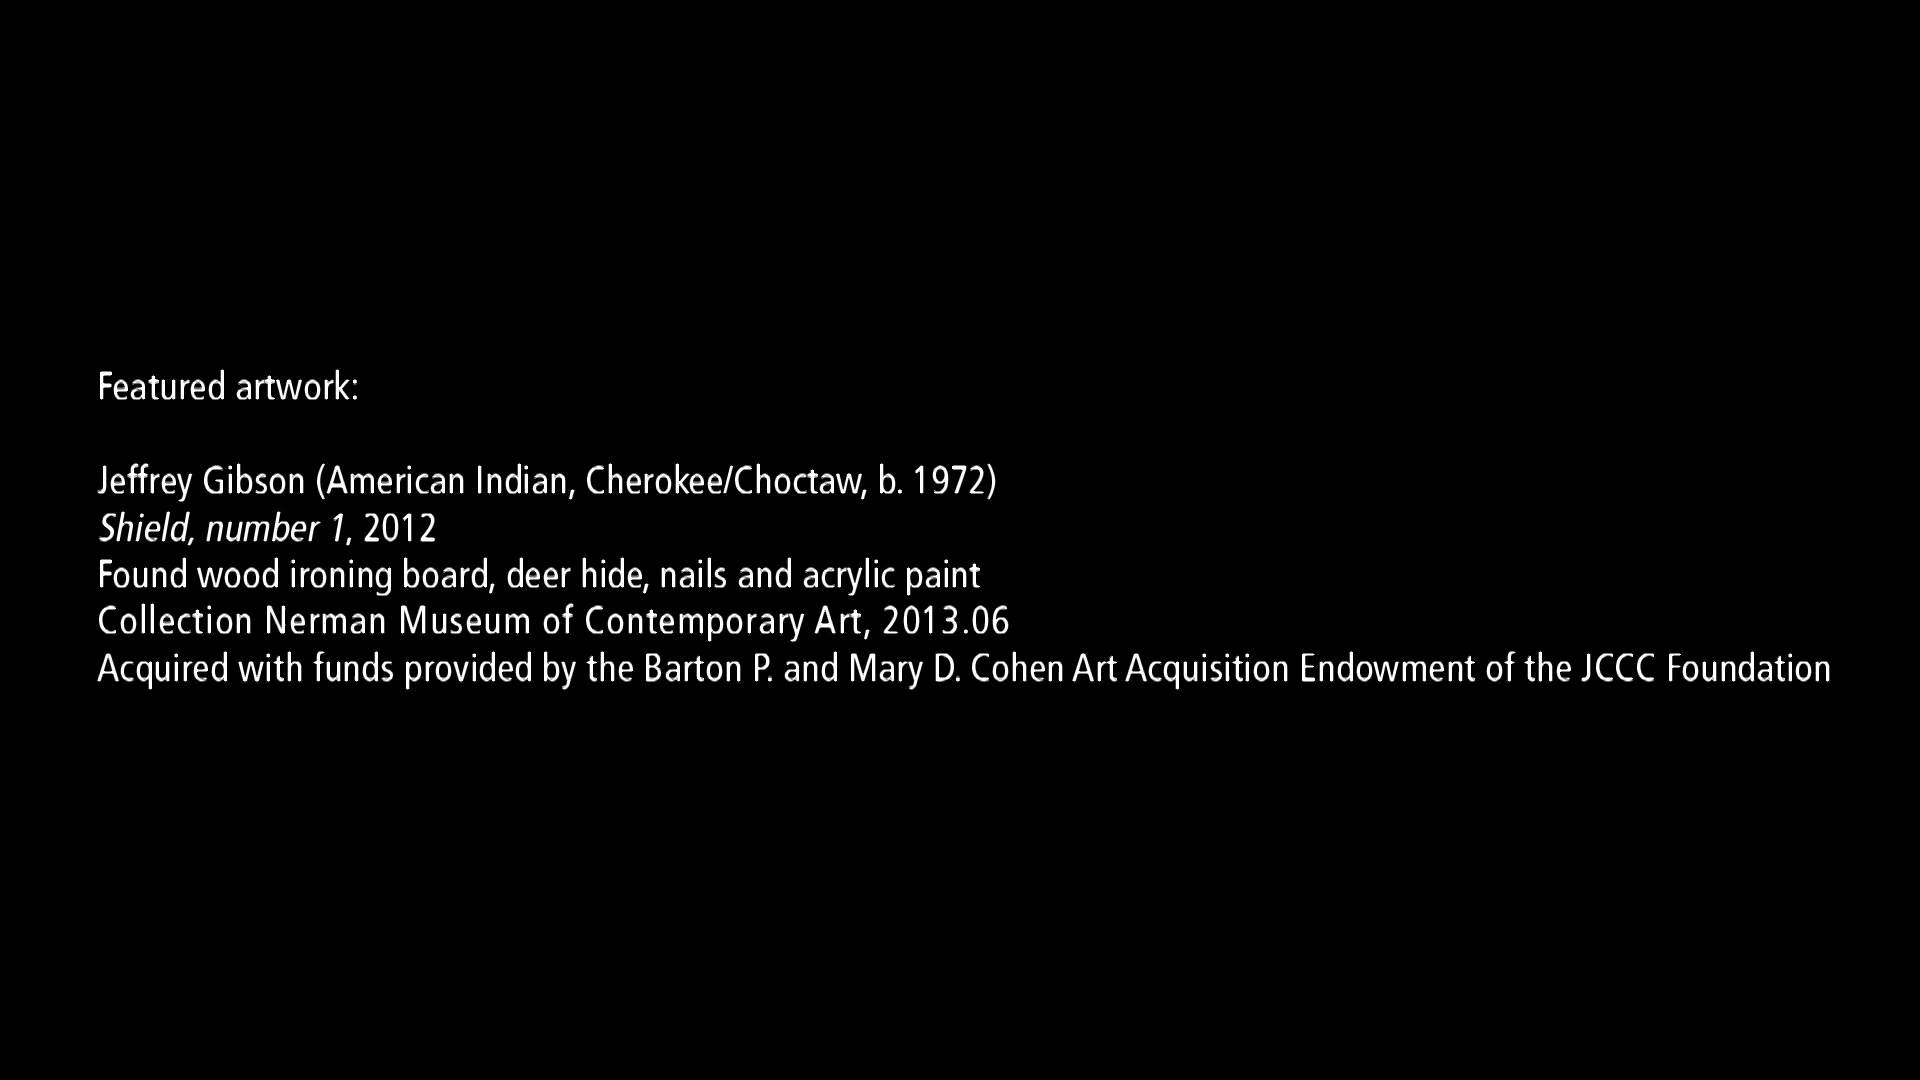 Featured artwork:
Jeffrey Gibson (American Indian, Cherokee/Choctaw, b. 1972)
Shield, number 1, 2012
Found wood ironing board, deer hide, nails and acrylic paint
Collection Nerman Museum of Contemporary Art, 2013.06
Acquired with funds provided by the Barton P. and Mary D. Cohen Art Acquisition Endowment of the JCCC Foundation